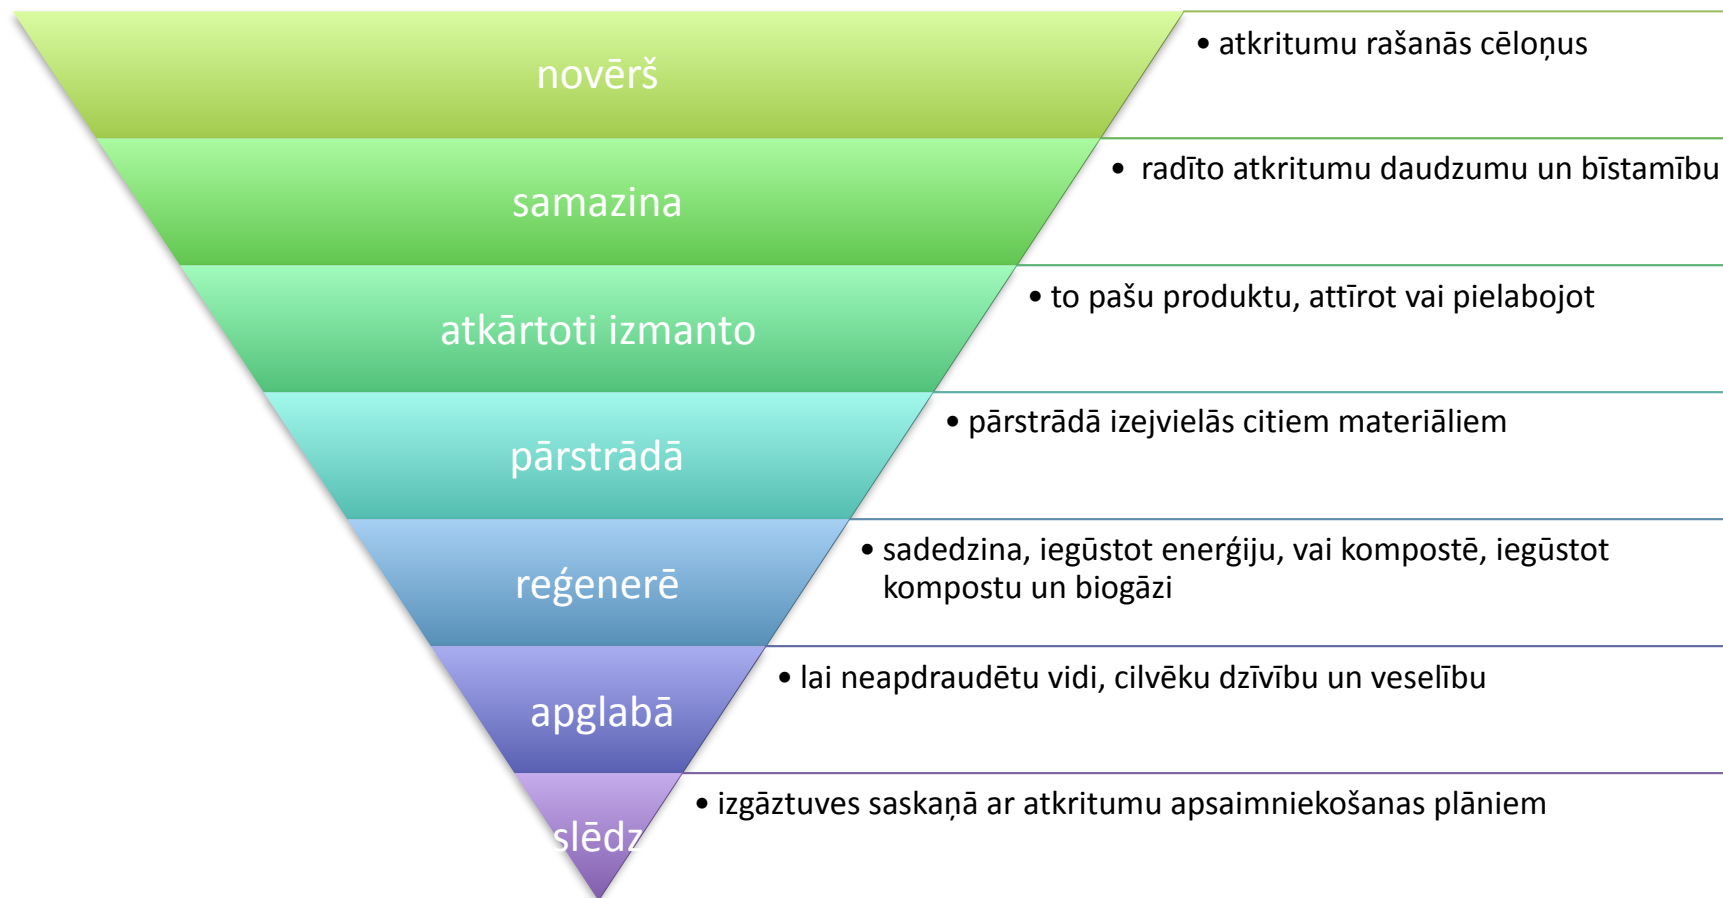 novērš
• atkritumu rašanās cēloņus
samazina
• radīto atkritumu daudzumu un bīstamību
atkārtoti izmanto
• to pašu produktu, attīrot vai pielabojot
pārstrādā
• pārstrādā izejvielās citiem materiāliem
reģenerē
• sadedzina, iegūstot enerģiju, vai kompostē, iegūstot
kompostu un biogāzi
apglabā
• lai neapdraudētu vidi, cilvēku dzīvību un veselību
slēdz
• izgāztuves saskaņā ar atkritumu apsaimniekošanas plāniem